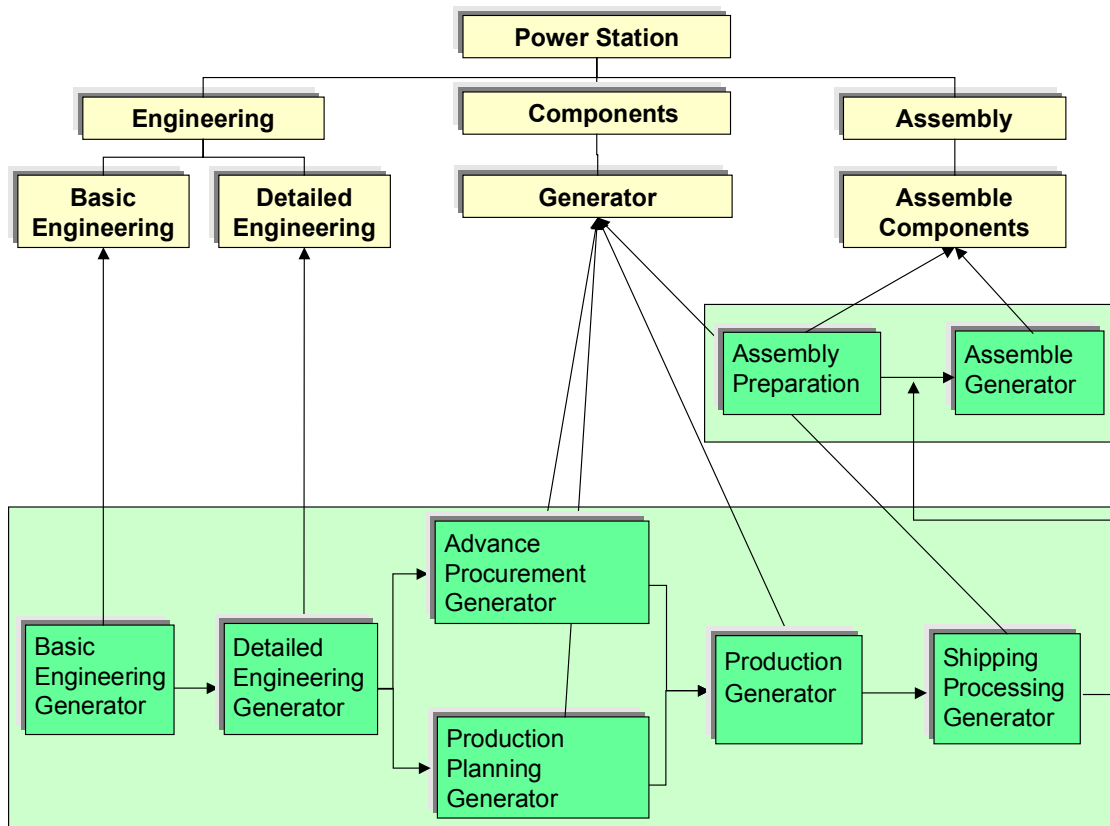 Power Station
Engineering
Components
Assembly
Basic
Engineering
Detailed
Engineering
Generator
Assemble
Components
Assembly
Preparation
Assemble
Generator
Advance
Procurement
Generator
Basic
Engineering
Generator
Detailed
Engineering
Generator
Production
Planning
Generator
Production
Generator
Shipping
Processing
Generator